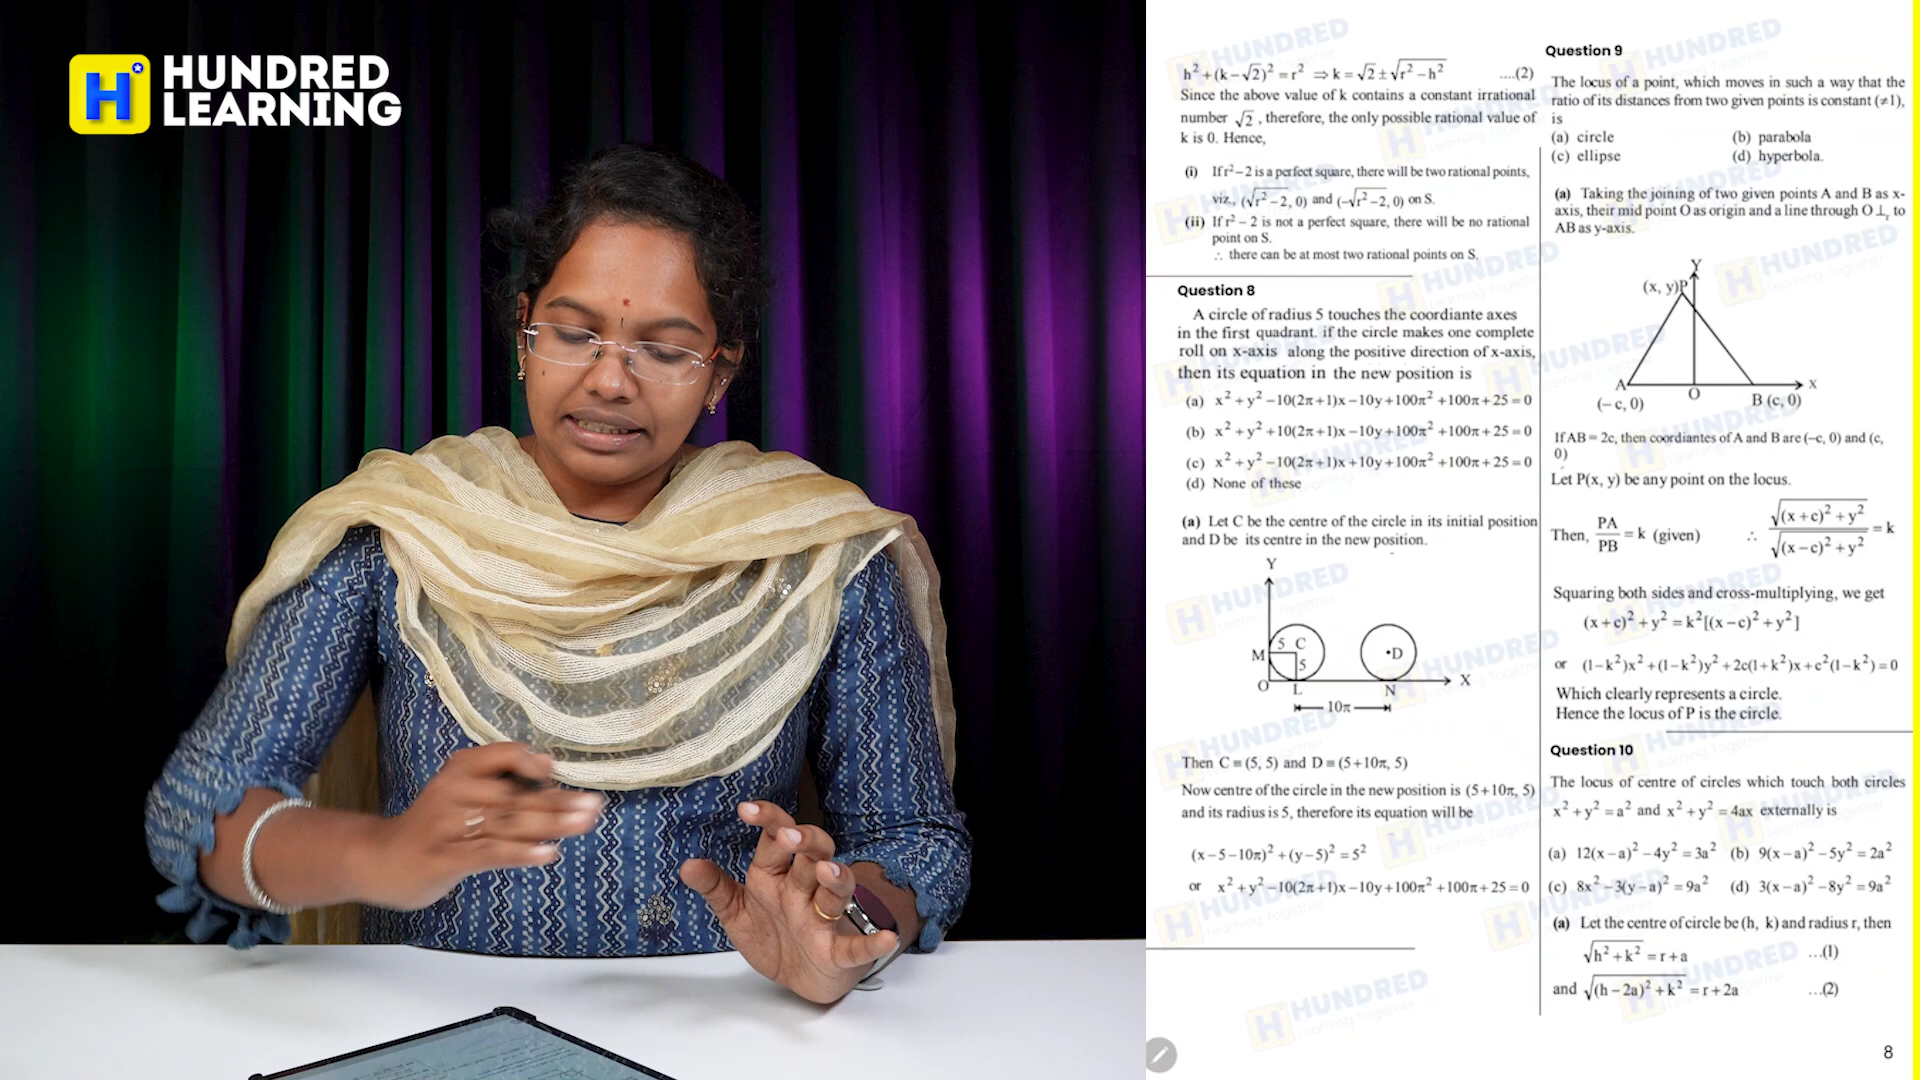 HUNDRED
LEARNING
h² + (k − √2)² = r² ⇒ k = √2 ± √(r² − h²) ....(2)
Since the above value of k contains a constant irrational
number √2 , therefore, the only possible rational value of
k is 0. Hence,
(i) If r² − 2 is a perfect square, there will be two rational points,
viz., (√(r² − 2), 0) and (−√(r² − 2), 0) on S.
(ii) If r² − 2 is not a perfect square, there will be no rational
point on S.
∴ there can be at most two rational points on S.
Question 8
A circle of radius 5 touches the coordiante axes
in the first quadrant. if the circle makes one complete
roll on x-axis along the positive direction of x-axis,
then its equation in the new position is
(a) x² + y² − 10(2π + 1)x − 10y + 100π² + 100π + 25 = 0
(b) x² + y² + 10(2π + 1)x − 10y + 100π² + 100π + 25 = 0
(c) x² + y² − 10(2π + 1)x + 10y + 100π² + 100π + 25 = 0
(d) None of these
(a) Let C be the centre of the circle in its initial position
and D be its centre in the new position.
Y
5 C
M •D
5
O L N X
10π
Then C ≡ (5, 5) and D ≡ (5 + 10π, 5)
Now centre of the circle in the new position is (5 + 10π, 5)
and its radius is 5, therefore its equation will be
(x − 5 − 10π)² + (y − 5)² = 5²
or x² + y² − 10(2π + 1)x − 10y + 100π² + 100π + 25 = 0
Question 9
The locus of a point, which moves in such a way that the
ratio of its distances from two given points is constant (≠1),
is
(a) circle (b) parabola
(c) ellipse (d) hyperbola.
(a) Taking the joining of two given points A and B as x-
axis, their mid point O as origin and a line through O ⊥r to
AB as y-axis.
Y
(x, y)P
A X
(– c, 0) O B (c, 0)
If AB = 2c, then coordiantes of A and B are (–c, 0) and (c,
0)
Let P(x, y) be any point on the locus.
Then, PA/PB = k (given) ∴ √((x + c)² + y²)/√((x − c)² + y²) = k
Squaring both sides and cross-multiplying, we get
(x + c)² + y² = k²[(x − c)² + y²]
or (1 − k²)x² + (1 − k²)y² + 2c(1 + k²)x + c²(1 − k²) = 0
Which clearly represents a circle.
Hence the locus of P is the circle.
Question 10
The locus of centre of circles which touch both circles
x² + y² = a² and x² + y² = 4ax externally is
(a) 12(x − a)² − 4y² = 3a² (b) 9(x − a)² − 5y² = 2a²
(c) 8x² − 3(y − a)² = 9a² (d) 3(x − a)² − 8y² = 9a²
(a) Let the centre of circle be (h, k) and radius r, then
√(h² + k²) = r + a ...(1)
and √((h − 2a)² + k²) = r + 2a ...(2)
8